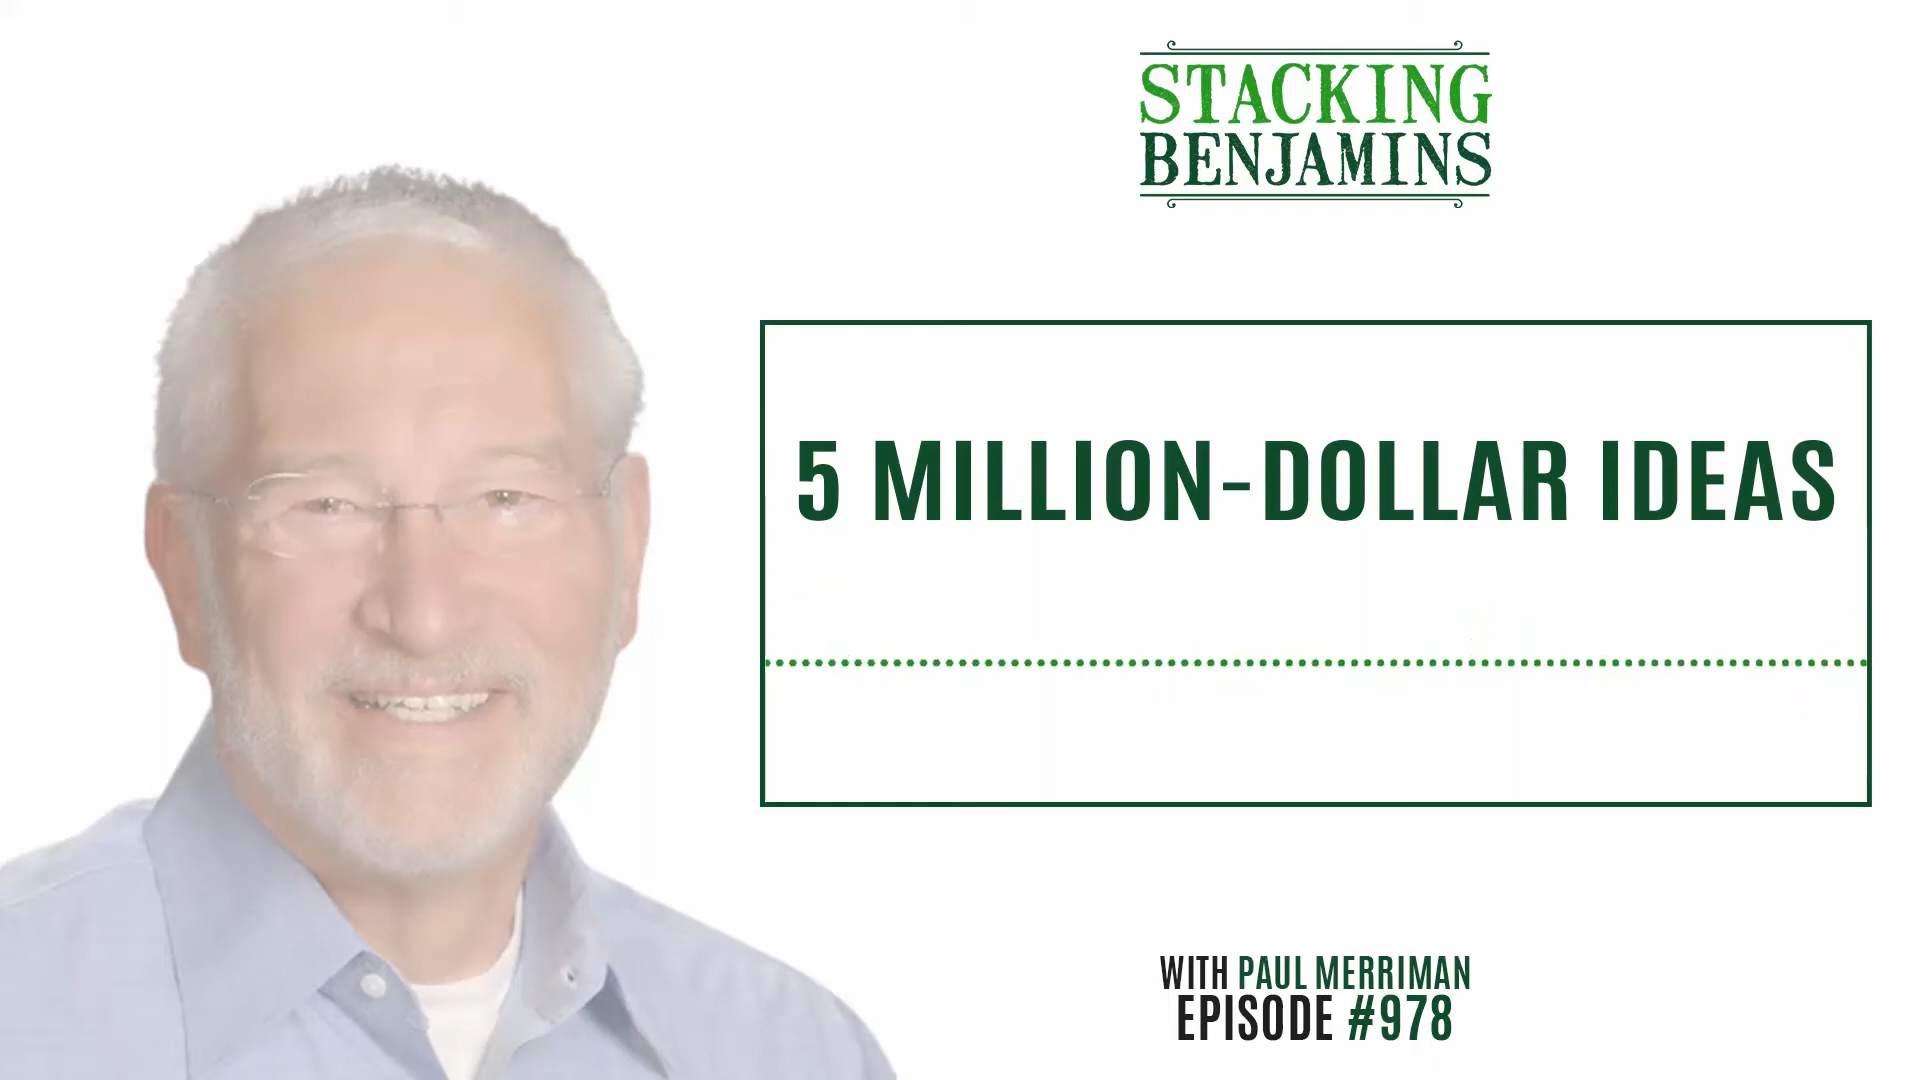 STACKING
BENJAMINS
5 MILLION-DOLLAR IDEAS
WITH PAUL MERRIMAN
EPISODE #978